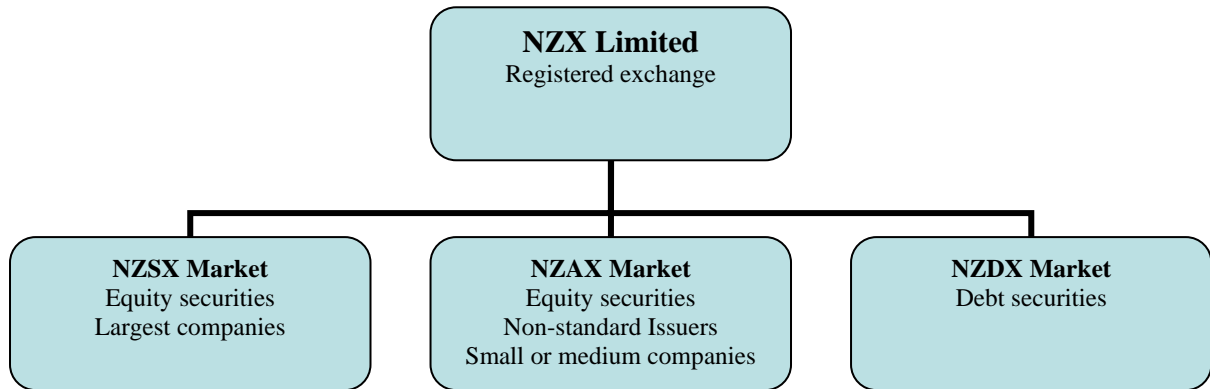 NZX Limited
Registered exchange
NZSX Market
Equity securities
Largest companies
NZAX Market
Equity securities
Non-standard Issuers
Small or medium companies
NZDX Market
Debt securities